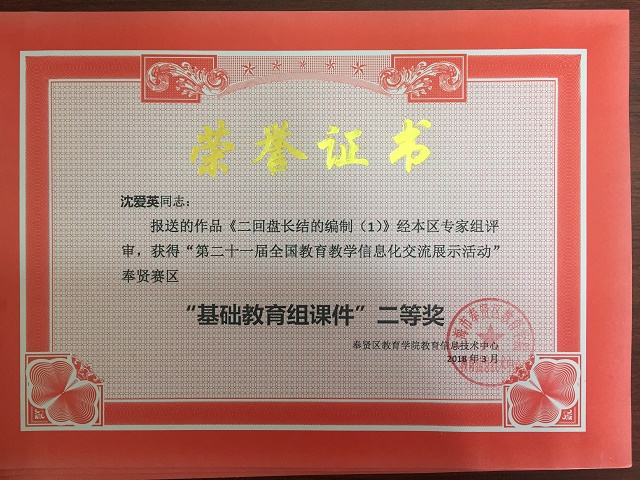 荣誉证书
沈爱英同志：
报送的作品《二回盘长结的编制（1）》经本区专家组评
审，获得“第二十一届全国教育教学信息化交流展示活动”
奉贤赛区
“基础教育组课件”二等奖
奉贤区教育学院教育信息技术中心
2018 年 3 月